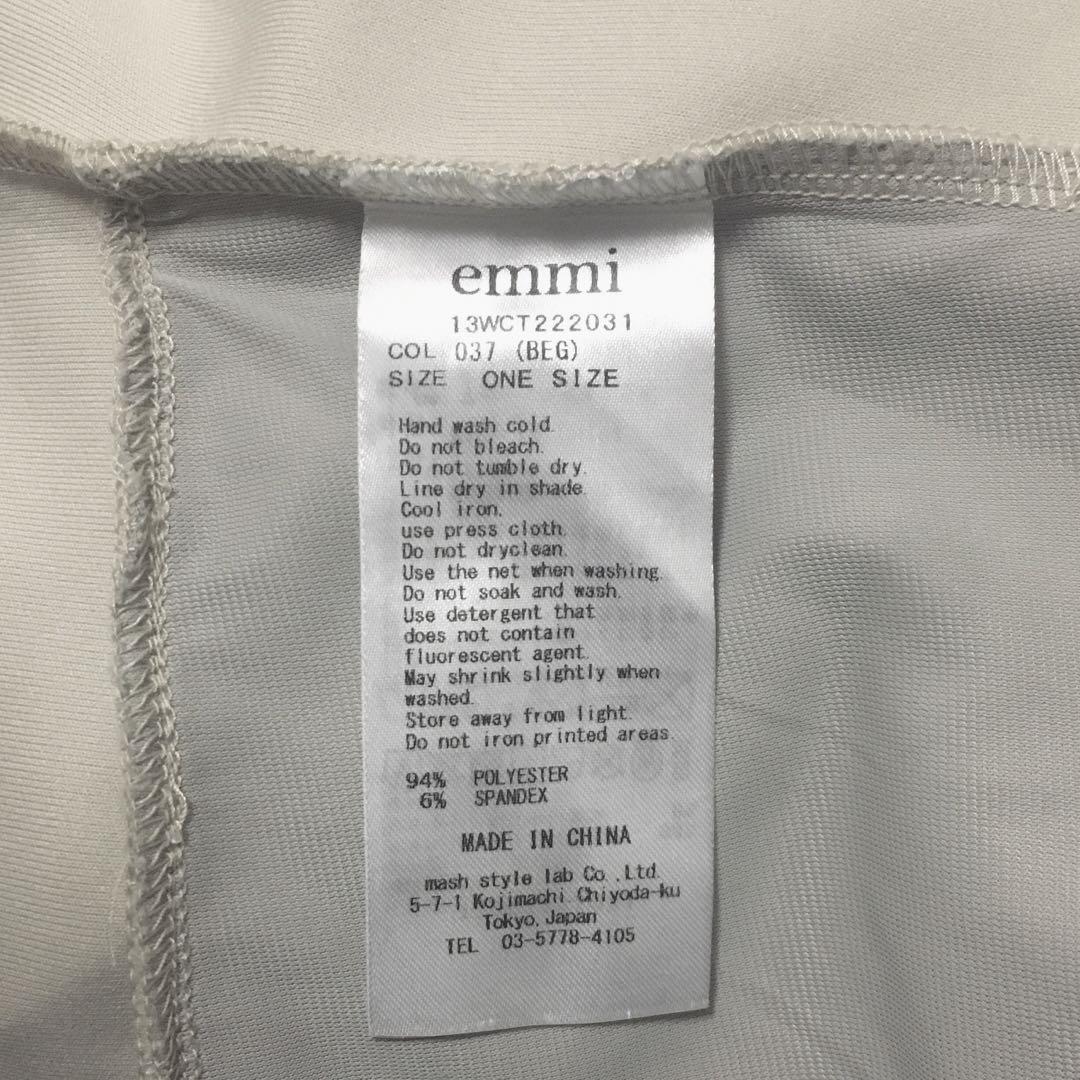 emmi
13WCT222031
COL 037 (BEG)
SIZE ONE SIZE
Hand wash cold.
Do not bleach.
Do not tumble dry.
Line dry in shade.
Cool iron.
use press cloth.
Do not dryclean.
Use the net when washing.
Do not soak and wash.
Use detergent that
does not contain
fluorescent agent.
May shrink slightly when
washed.
Store away from light.
Do not iron printed areas.
94% POLYESTER
6% SPANDEX
MADE IN CHINA
mash style lab Co.,Ltd.
5-7-1 Kojimachi Chiyoda-ku
Tokyo, Japan
TEL 03-5778-4105